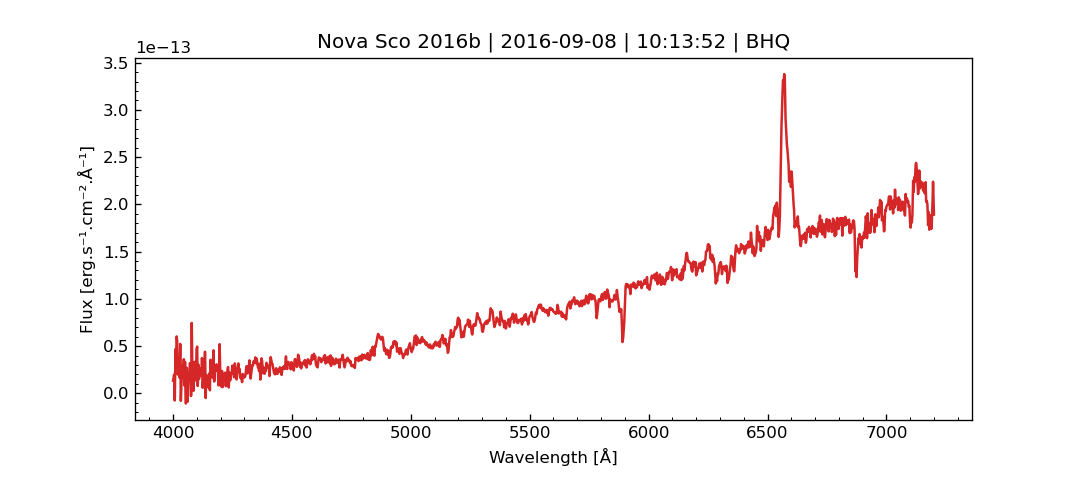 Nova Sco 2016b | 2016-09-08 | 10:13:52 | BHQ
1e−13
3.5
3.0
2.5
2.0
1.5
1.0
0.5
0.0
Flux [erg.s⁻¹.cm⁻².Å⁻¹]
4000 4500 5000 5500 6000 6500 7000
Wavelength [Å]